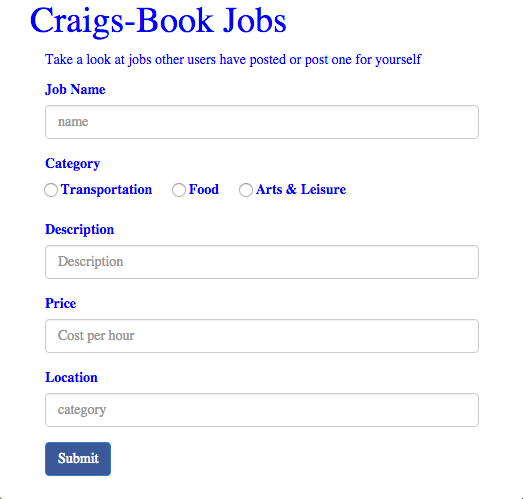 Craigs-Book Jobs
Take a look at jobs other users have posted or post one for yourself
Job Name
name
Category
Transportation Food Arts & Leisure
Description
Description
Price
Cost per hour
Location
category
Submit